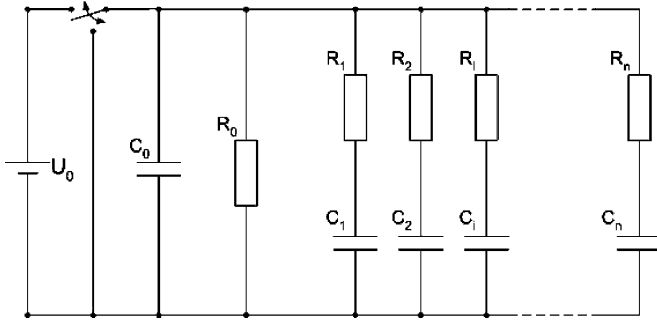 R₁ R₂ Rᵢ Rₙ
R₀
C₀
U₀
C₁ C₂ Cᵢ Cₙ